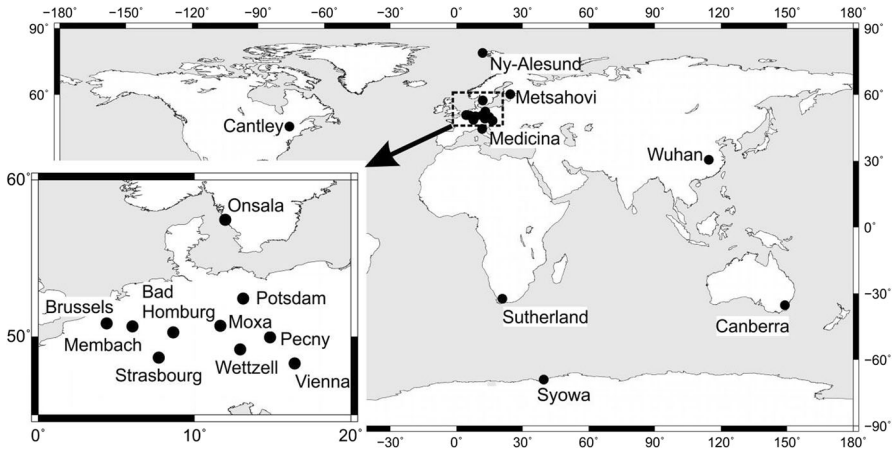 −180° −150° −120° −90° −60° −30° 0° 30° 60° 90° 120° 150° 180°
90° 90°
Ny-Alesund
60° Metsahovi 60°
Cantley
Medicina
Wuhan
30°
60°
Onsala
0°
Bad
Homburg
Potsdam
Brussels
Moxa
−30°
50°
Membach
Pecny
Sutherland
Canberra
Strasbourg
Wettzell
Vienna
−60°
Syowa
0° 10° 20°
−90°
−30° 0° 30° 60° 90° 120° 150° 180°